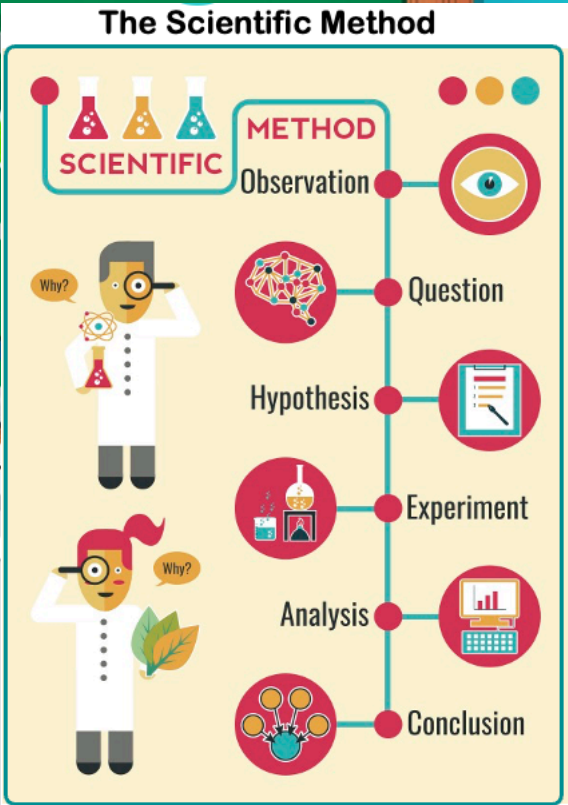 The Scientific Method
SCIENTIFIC
METHOD
Observation
Question
Hypothesis
Experiment
Analysis
Conclusion
Why?
Why?